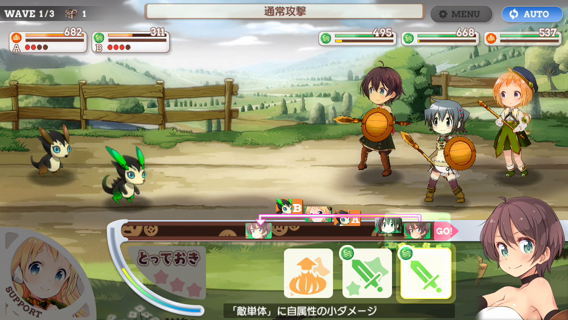 WAVE 1/3 1
通常攻撃
MENU
AUTO
682
311
495
668
537
A
B
B
A
GO!
とっておき
SUPPORT
「敵単体」に自属性の小ダメージ